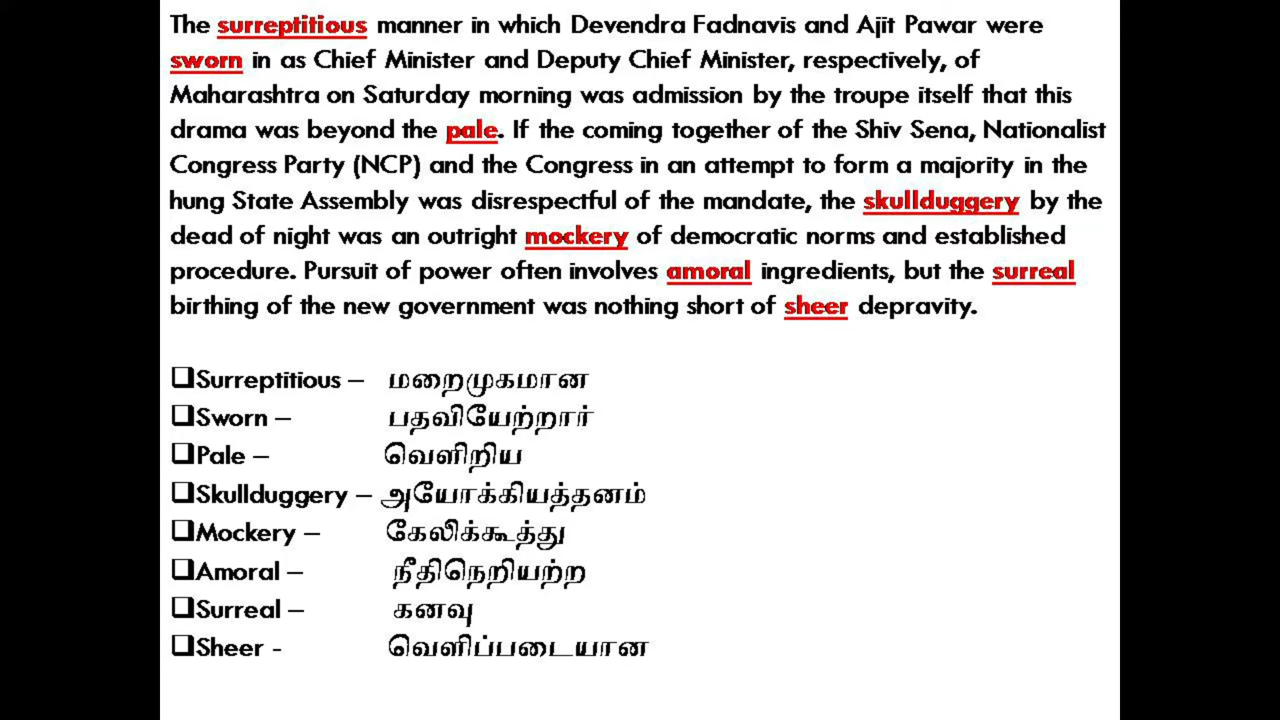 The surreptitious manner in which Devendra Fadnavis and Ajit Pawar were
sworn in as Chief Minister and Deputy Chief Minister, respectively, of
Maharashtra on Saturday morning was admission by the troupe itself that this
drama was beyond the pale. If the coming together of the Shiv Sena, Nationalist
Congress Party (NCP) and the Congress in an attempt to form a majority in the
hung State Assembly was disrespectful of the mandate, the skullduggery by the
dead of night was an outright mockery of democratic norms and established
procedure. Pursuit of power often involves amoral ingredients, but the surreal
birthing of the new government was nothing short of sheer depravity.
❑Surreptitious – மறைமுகமான
❑Sworn – பதவியேற்றார்
❑Pale – வெளிறிய
❑Skullduggery – அயோக்கியத்தனம்
❑Mockery – கேலிக்கூத்து
❑Amoral – நீதிநெறியற்ற
❑Surreal – கனவு
❑Sheer - வெளிப்படையான